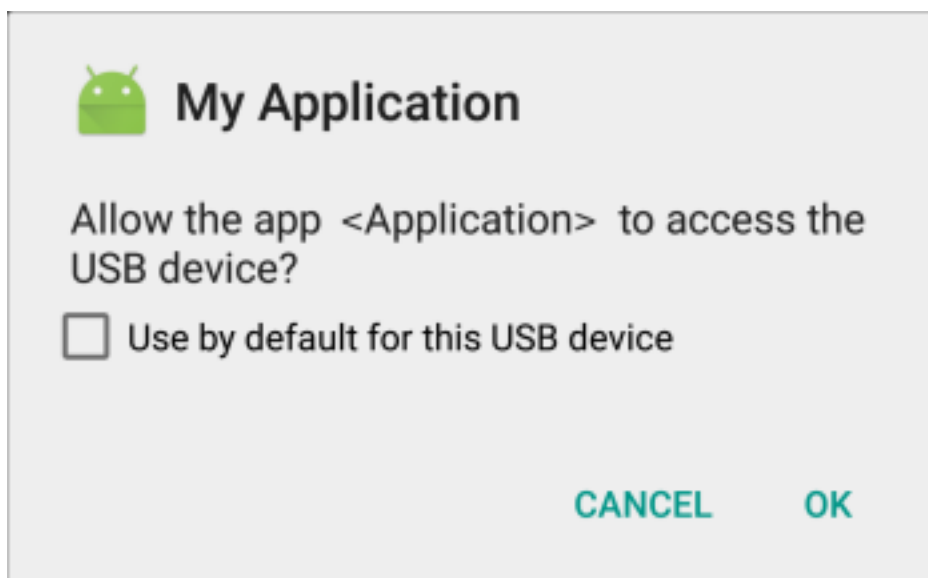 My Application
Allow the app <Application> to access the
USB device?
Use by default for this USB device
CANCEL OK